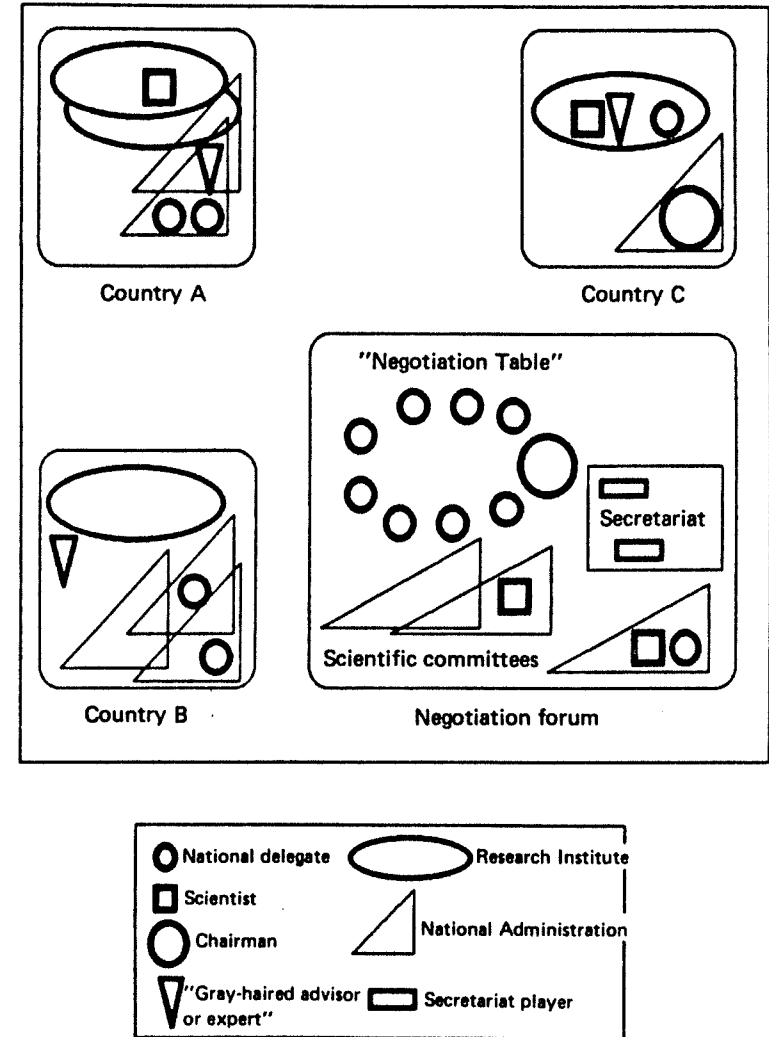 Country A
Country C
"Negotiation Table"
Secretariat
Scientific committees
Country B
Negotiation forum
National delegate
Research Institute
Scientist
National Administration
Chairman
"Gray-haired advisor
or expert"
Secretariat player